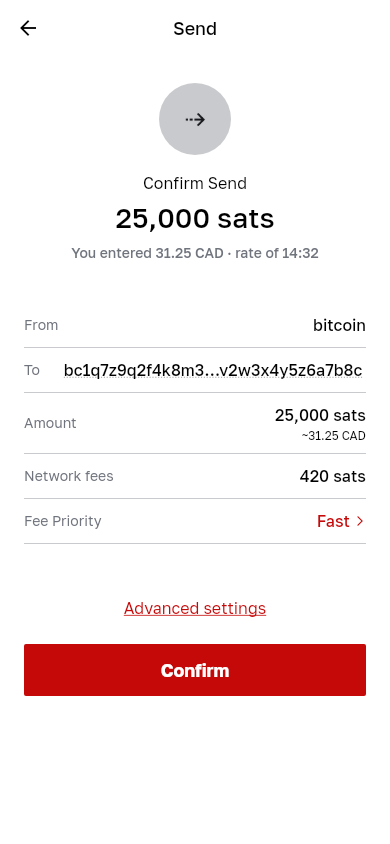 Send
Confirm Send
25,000 sats
You entered 31.25 CAD · rate of 14:32
From bitcoin
To bc1q7z9q2f4k8m3...v2w3x4y5z6a7b8c
Amount 25,000 sats
~31.25 CAD
Network fees 420 sats
Fee Priority Fast
Advanced settings
Confirm